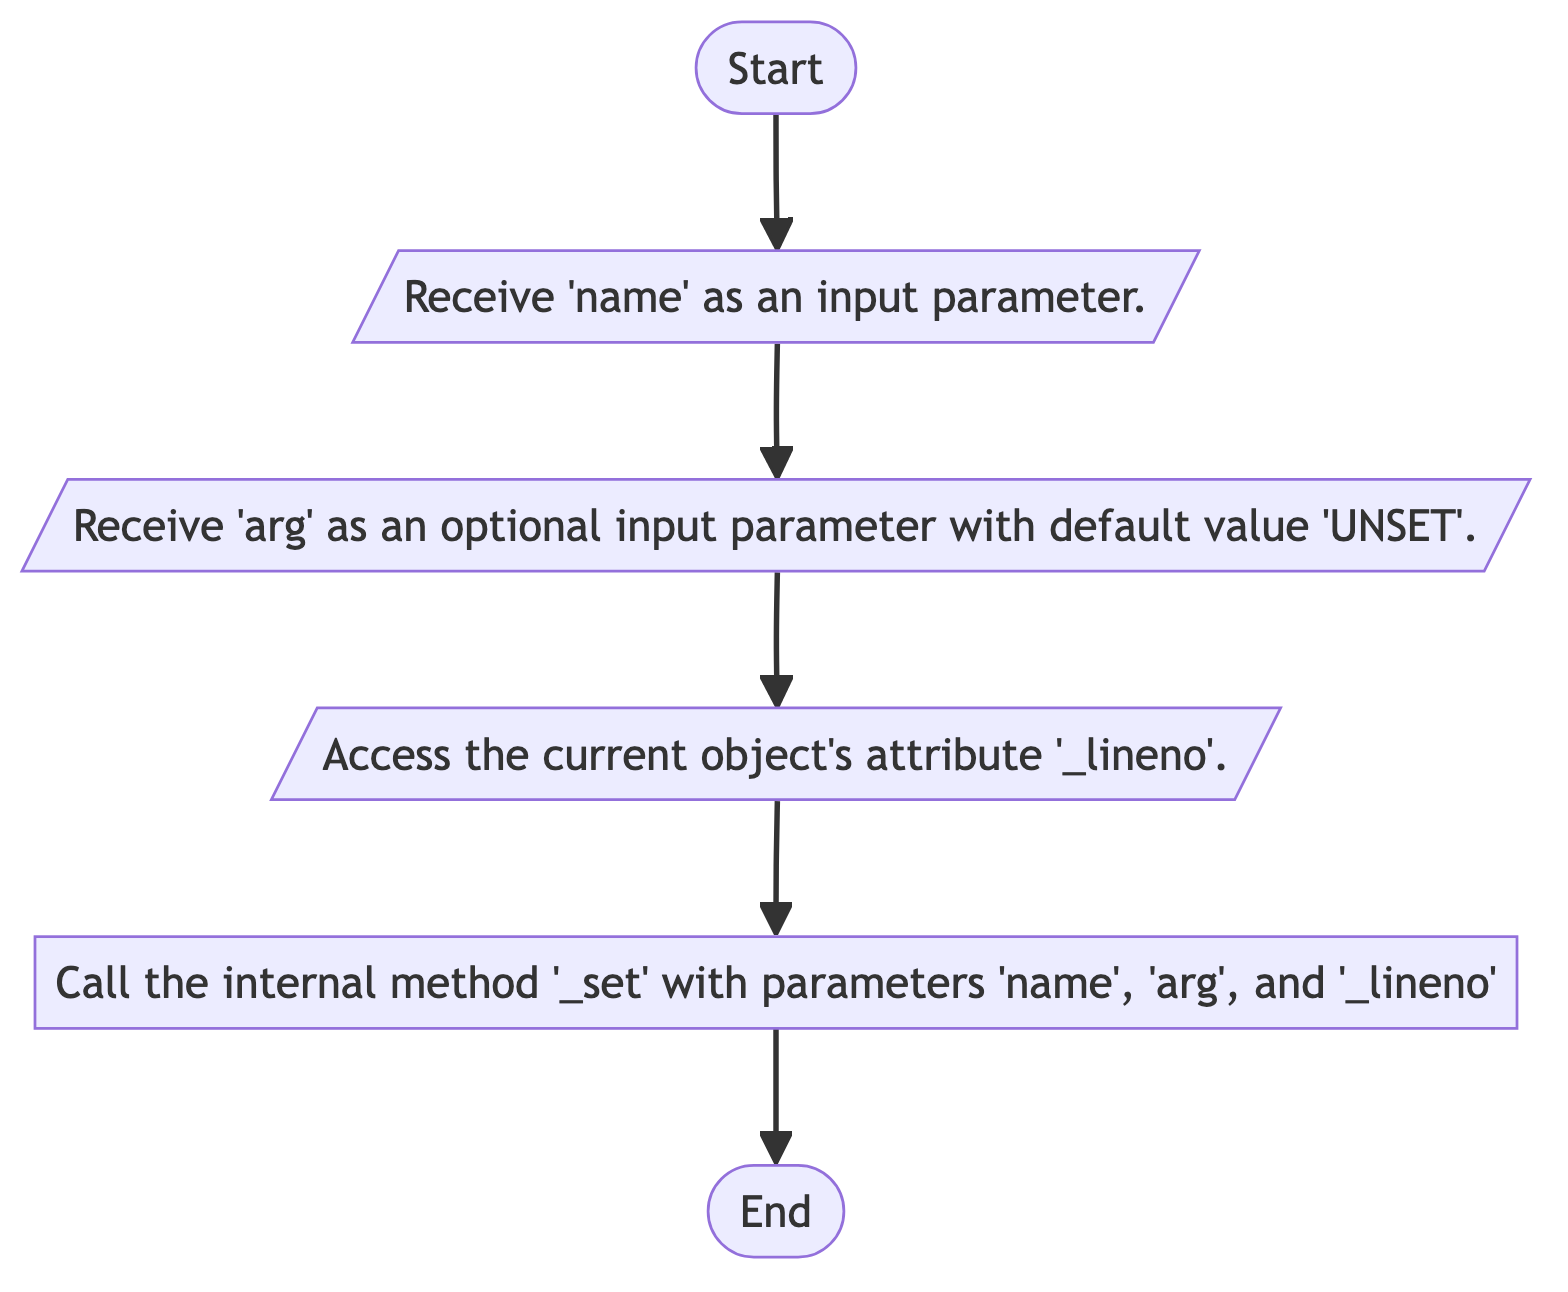 Start
Receive 'name' as an input parameter.
Receive 'arg' as an optional input parameter with default value 'UNSET'.
Access the current object's attribute '_lineno'.
Call the internal method '_set' with parameters 'name', 'arg', and '_lineno'
End